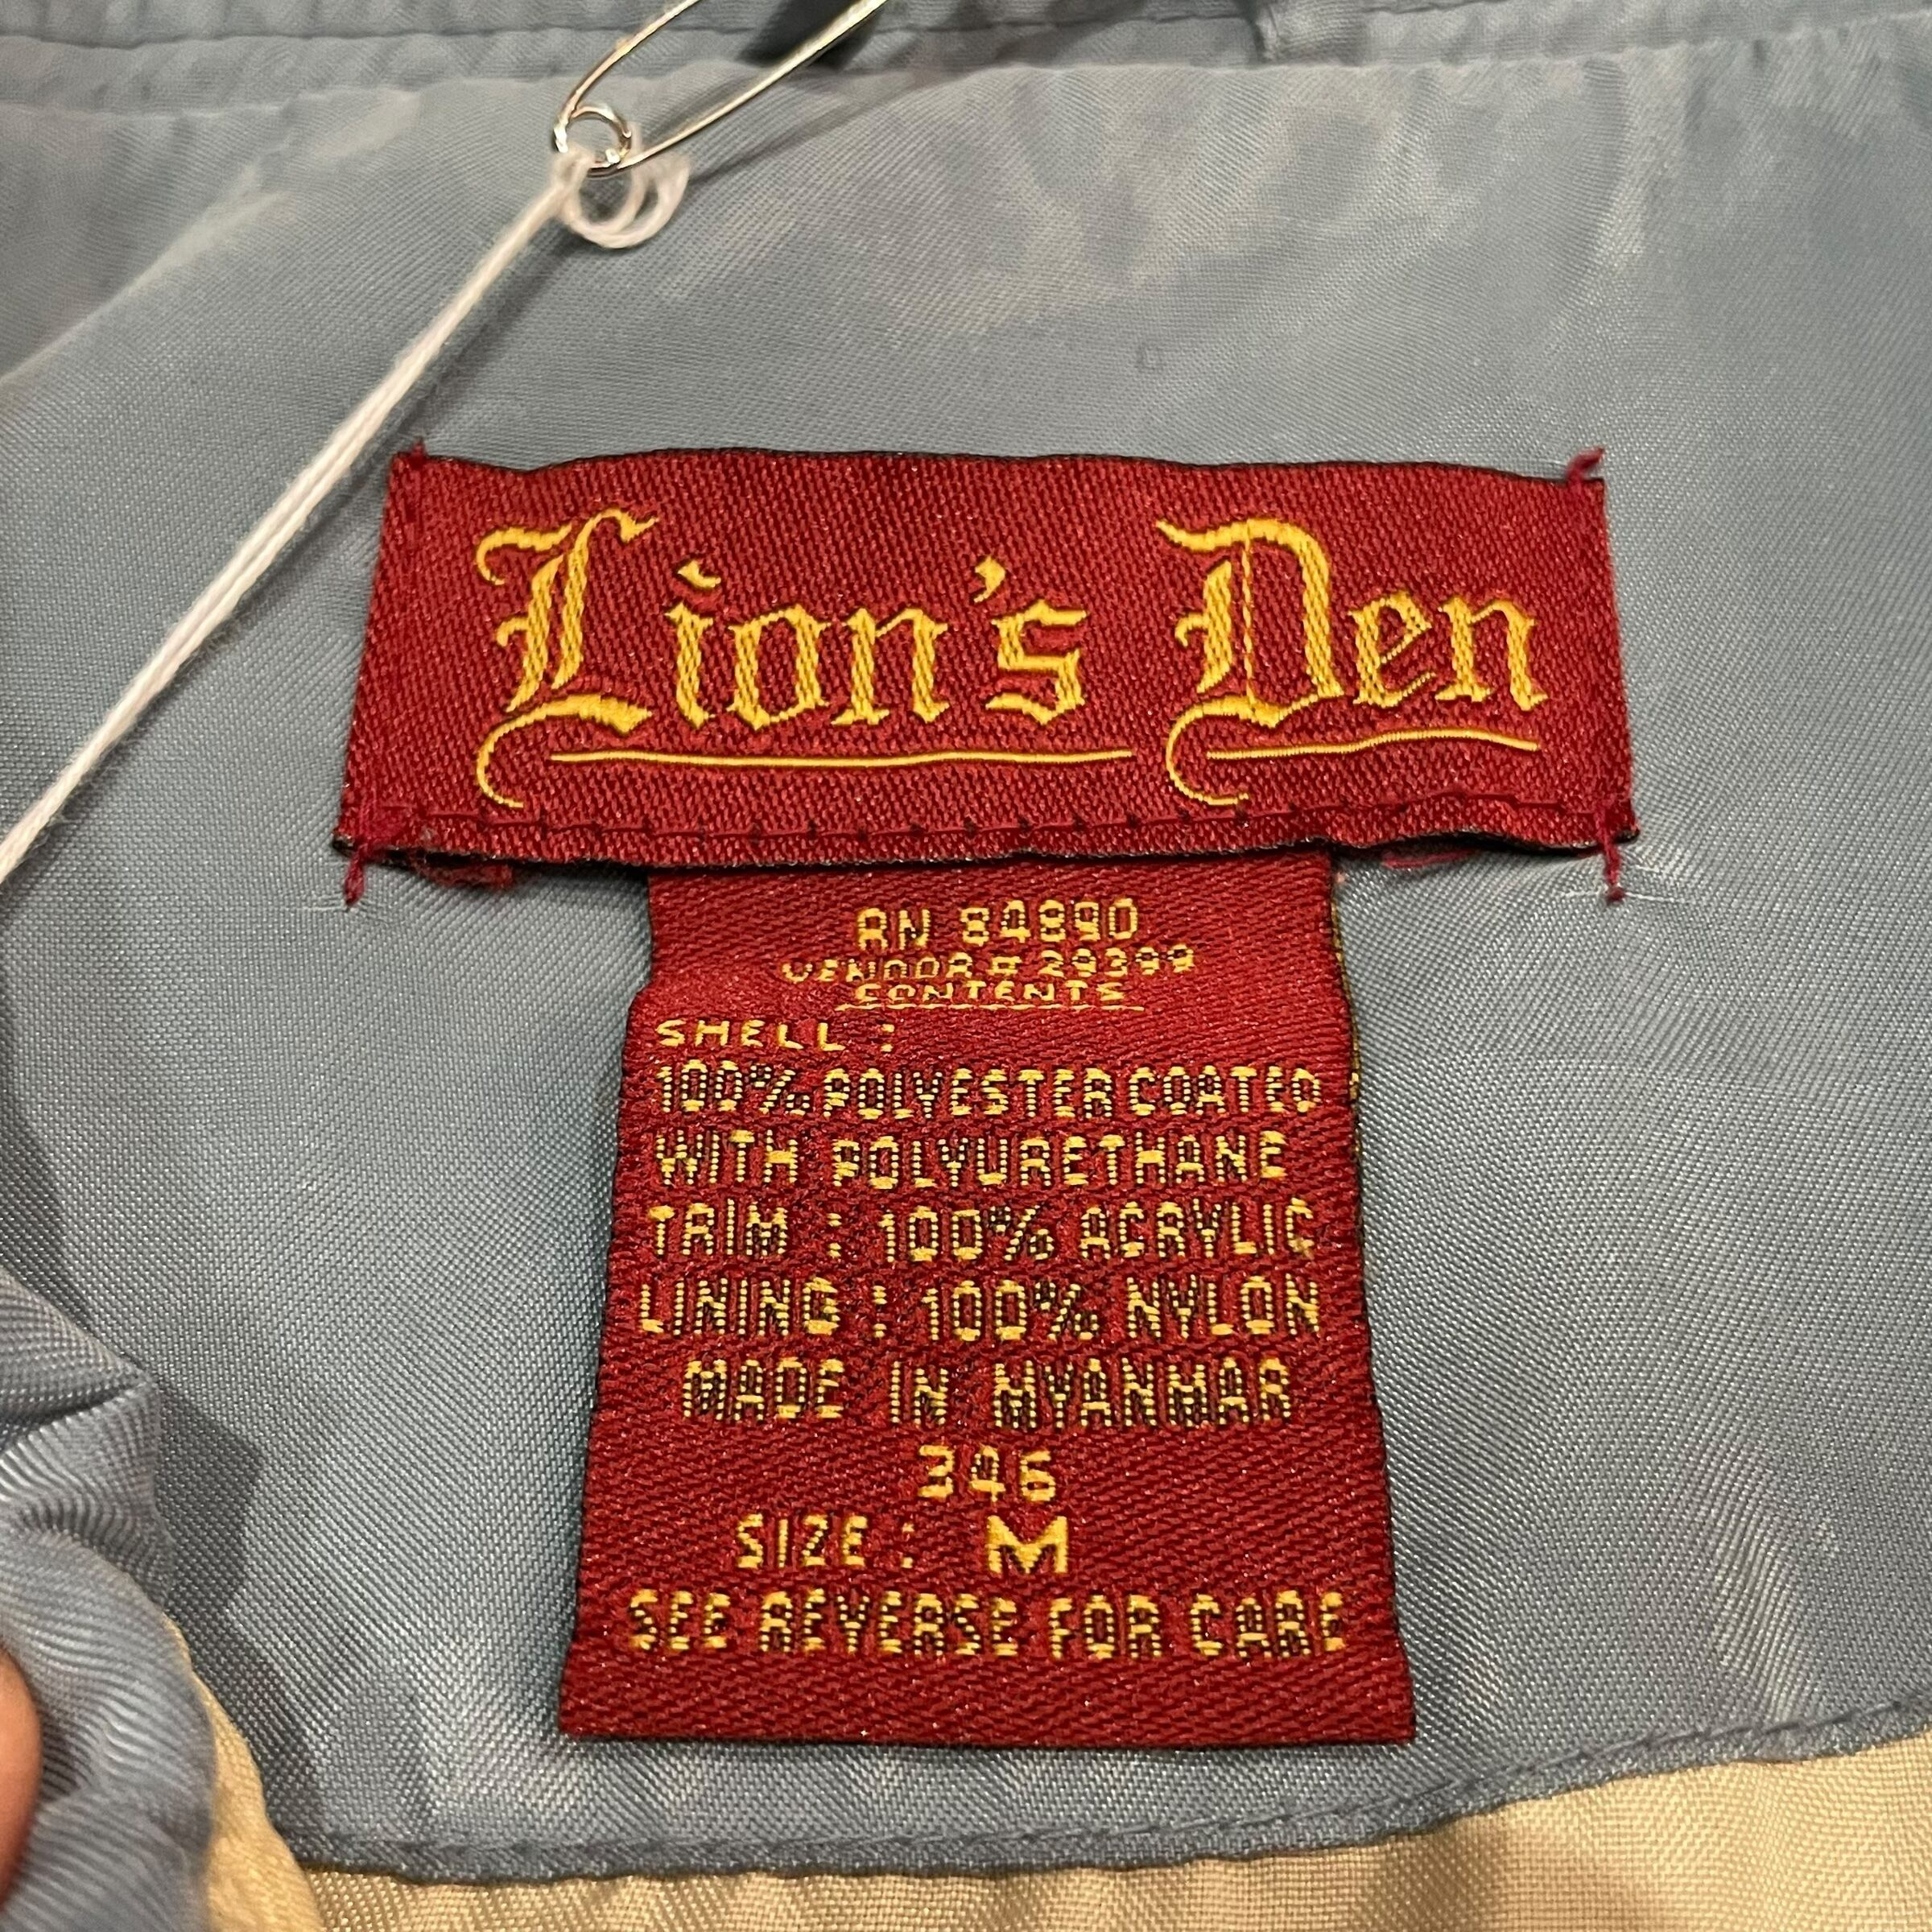 Lion's Den
RN 84890
VENDOR # 29399
CONTENTS
SHELL :
100% POLYESTER COATED
WITH POLYURETHANE
TRIM : 100% ACRYLIC
LINING : 100% NYLON
MADE IN MYANMAR
346
SIZE : M
SEE REVERSE FOR CARE